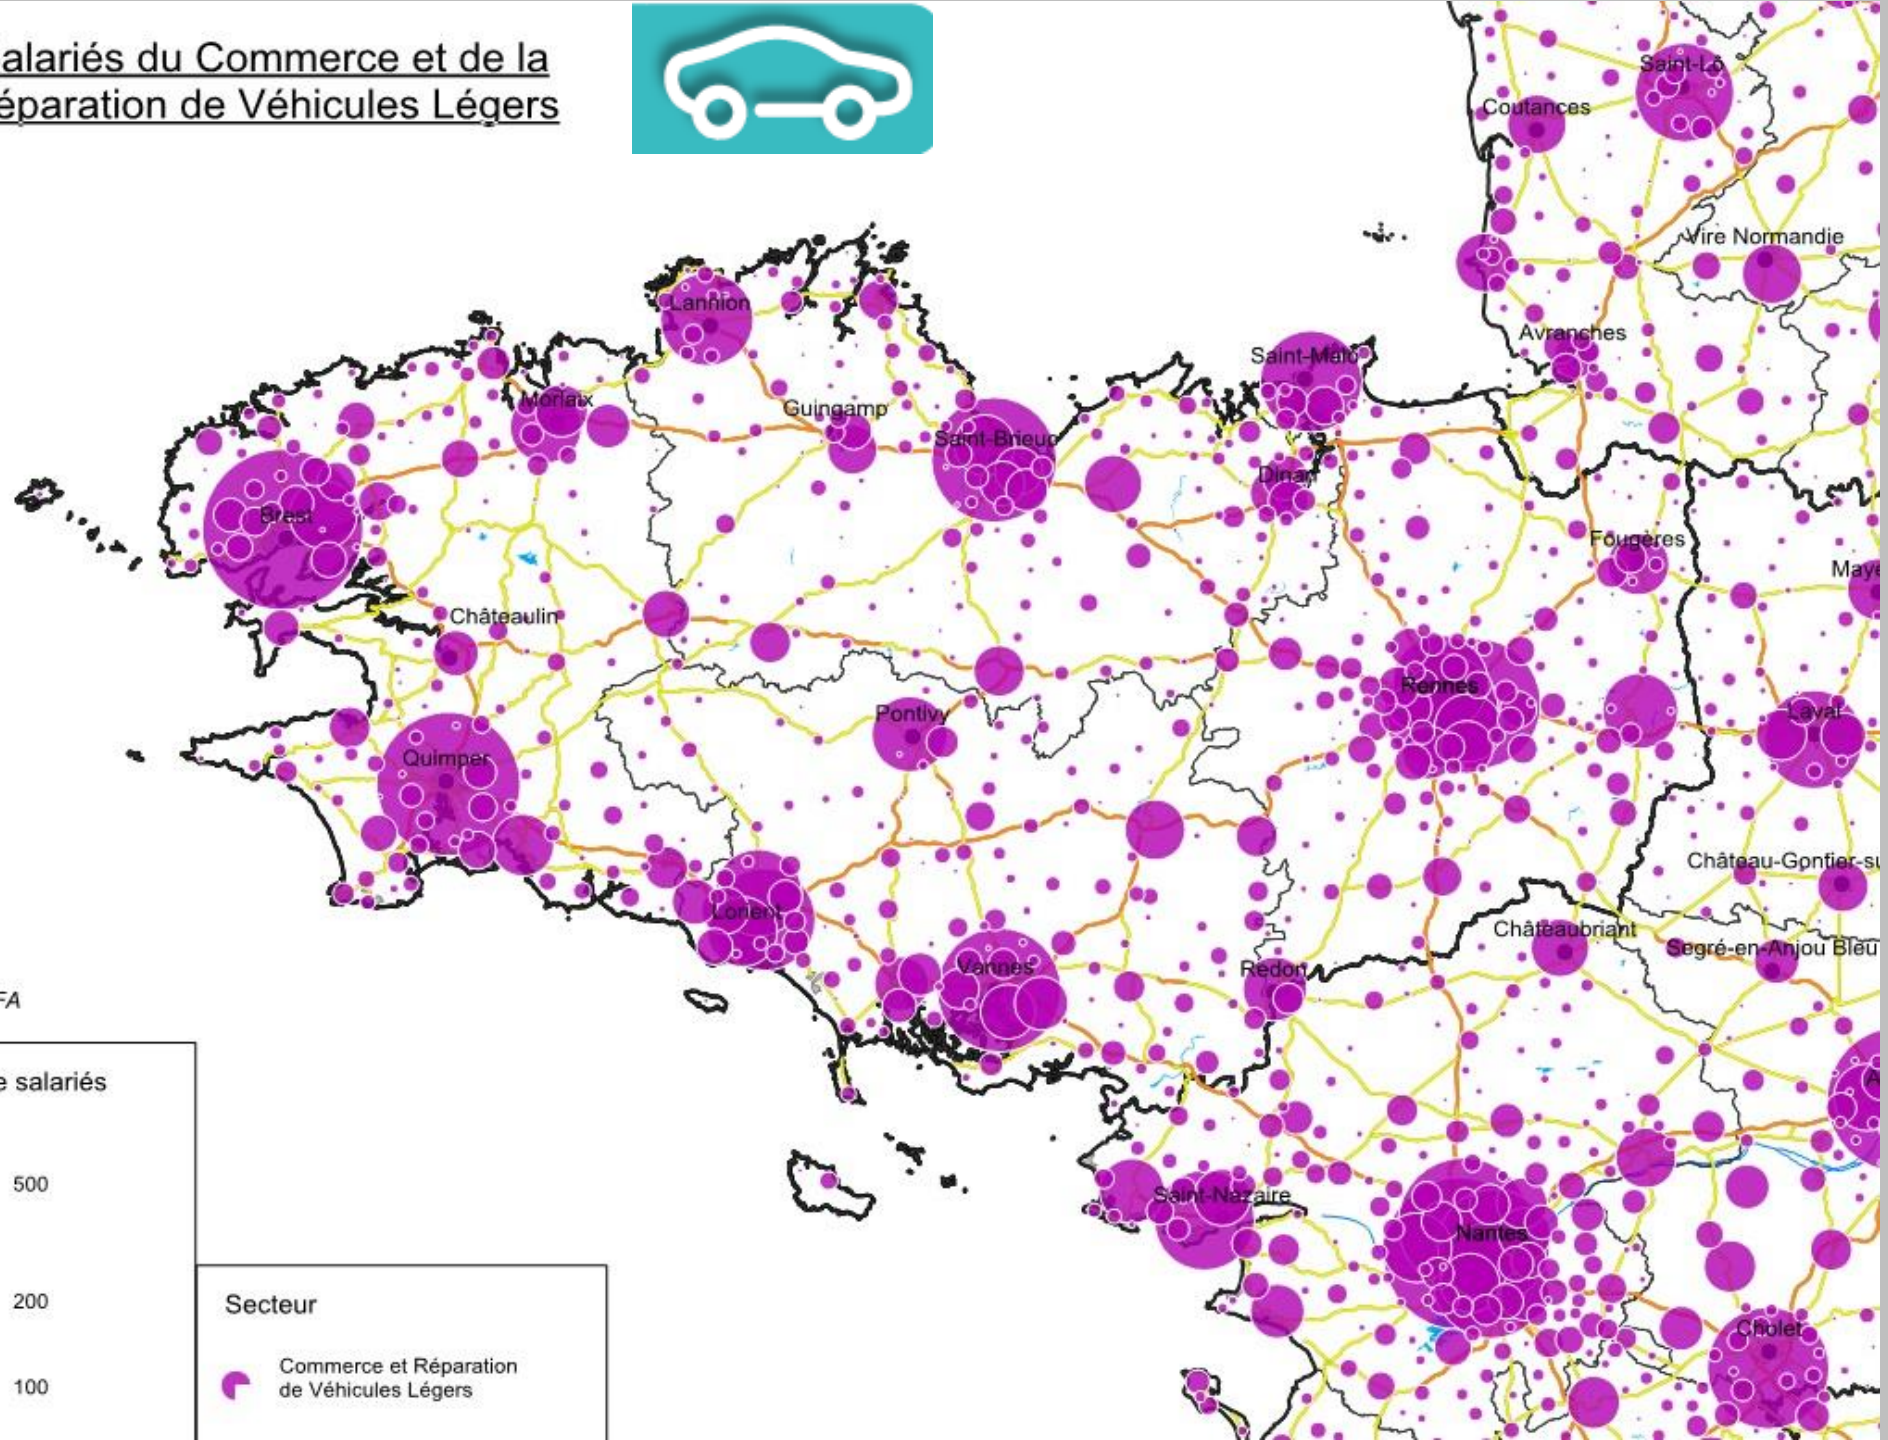 alariés du Commerce et de la
éparation de Véhicules Légers
Saint-Lô
Coutances
Vire Normandie
Avranches
Lannion
Saint-Malo
Morlaix
Guingamp
Saint-Brieuc
Dinan
Brest
Fougères
Maye
Châteaulin
Rennes
Pontivy
Laval
Quimper
Château-Gontier-su
Lorient
Châteaubriant
Segré-en-Anjou Bleu
Vannes
Redon
FA
e salariés
A
500
Saint-Nazaire
Nantes
200
Secteur
Cholet
Commerce et Réparation
de Véhicules Légers
100